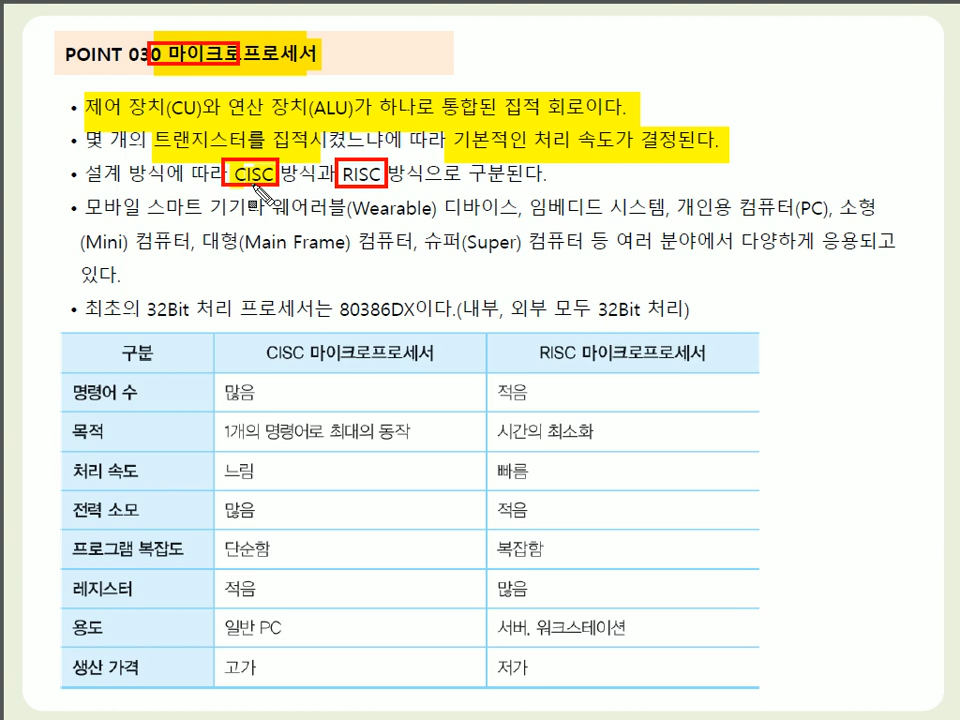 POINT 030 마이크로프로세서
• 제어 장치(CU)와 연산 장치(ALU)가 하나로 통합된 집적 회로이다.
• 몇 개의 트랜지스터를 집적시켰느냐에 따라 기본적인 처리 속도가 결정된다.
• 설계 방식에 따라 CISC 방식과 RISC 방식으로 구분된다.
• 모바일 스마트 기기와 웨어러블(Wearable) 디바이스, 임베디드 시스템, 개인용 컴퓨터(PC), 소형
(Mini) 컴퓨터, 대형(Main Frame) 컴퓨터, 슈퍼(Super) 컴퓨터 등 여러 분야에서 다양하게 응용되고
있다.
• 최초의 32Bit 처리 프로세서는 80386DX이다.(내부, 외부 모두 32Bit 처리)
구분 CISC 마이크로프로세서 RISC 마이크로프로세서
명령어 수 많음 적음
목적 1개의 명령어로 최대의 동작 시간의 최소화
처리 속도 느림 빠름
전력 소모 많음 적음
프로그램 복잡도 단순함 복잡함
레지스터 적음 많음
용도 일반 PC 서버, 워크스테이션
생산 가격 고가 저가